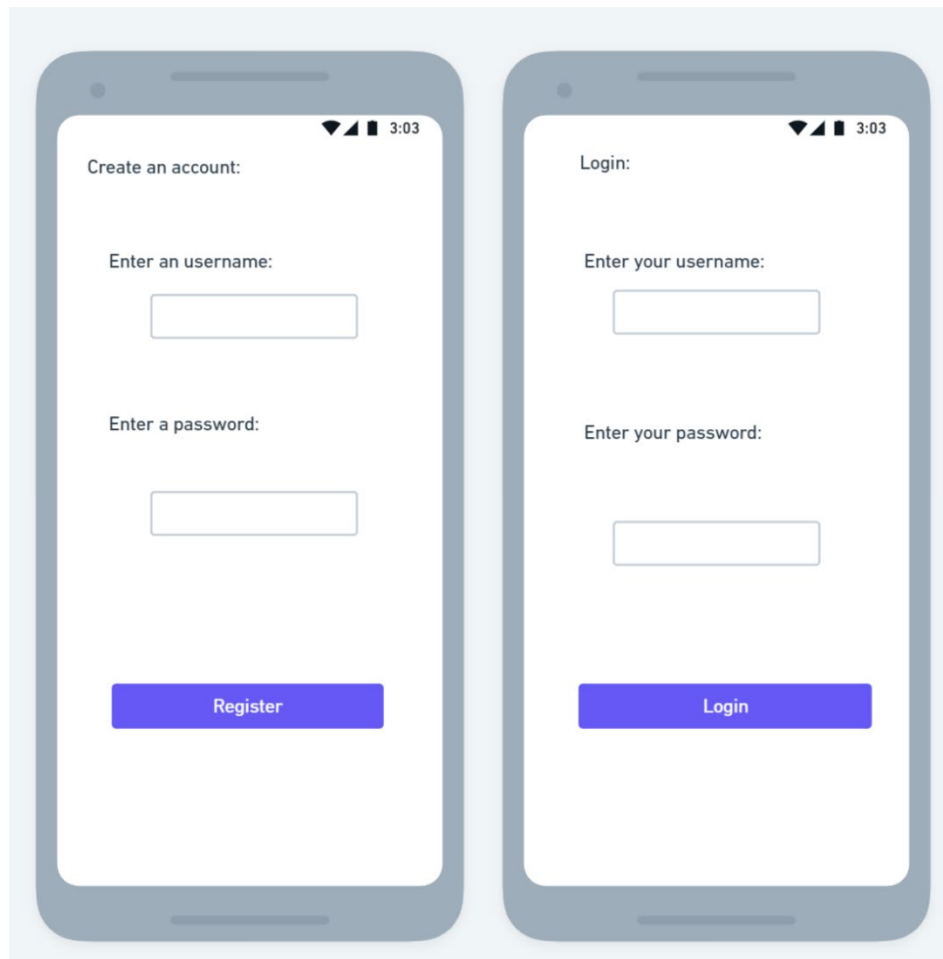 3:03
Create an account:
Enter an username:
Enter a password:
Register
3:03
Login:
Enter your username:
Enter your password:
Login